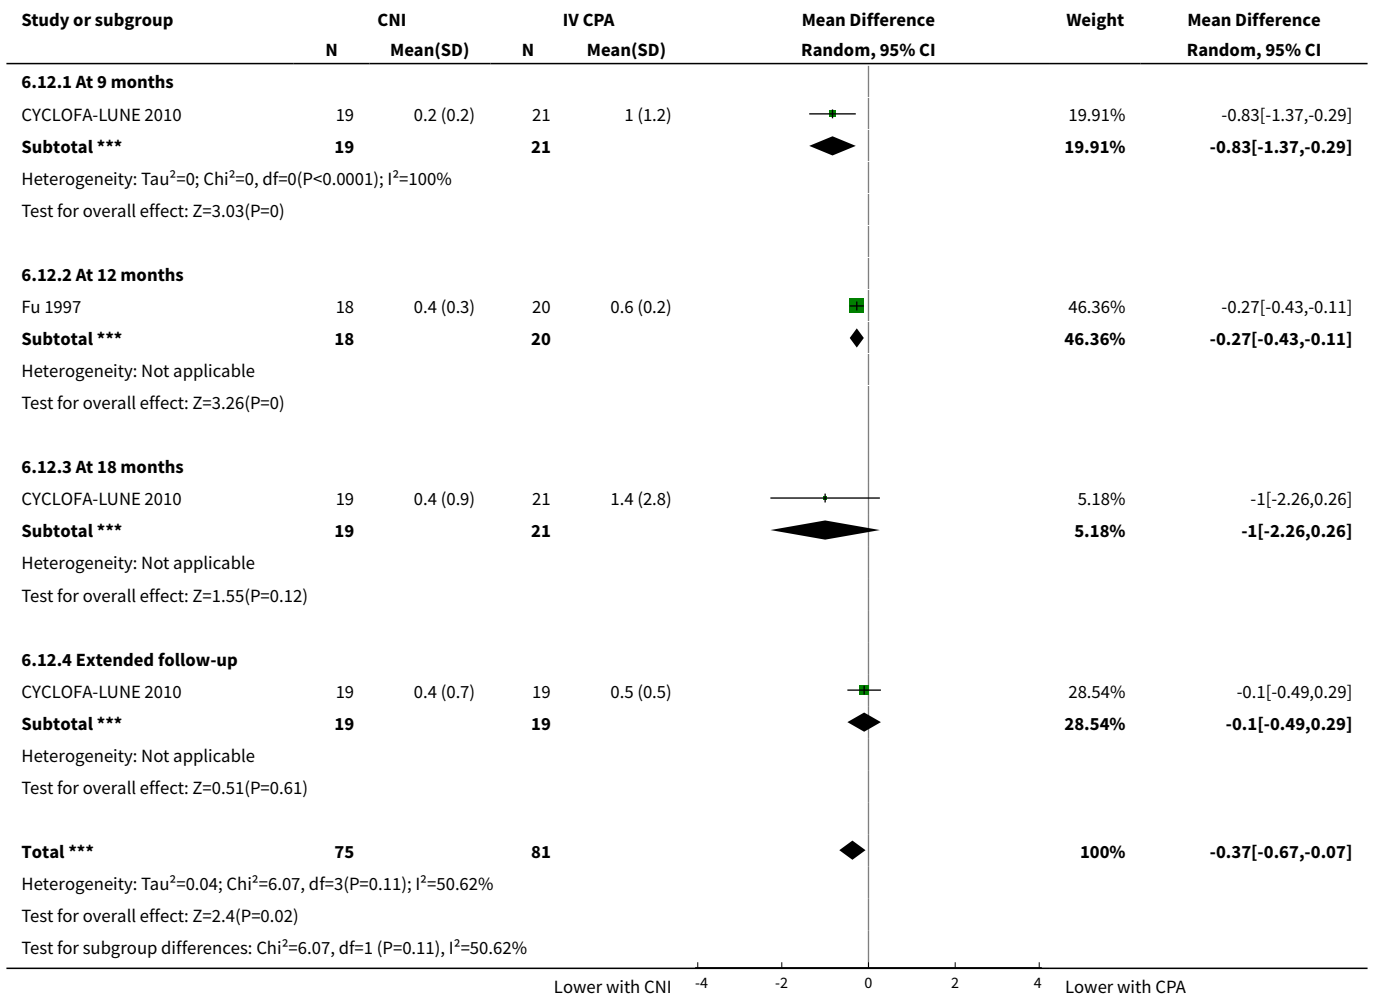 Study or subgroup CNI IV CPA Mean Difference Weight Mean Difference
N Mean(SD) N Mean(SD) Random, 95% CI Random, 95% CI
6.12.1 At 9 months
CYCLOFA-LUNE 2010 19 0.2 (0.2) 21 1 (1.2) 19.91% -0.83[-1.37,-0.29]
Subtotal *** 19 21 19.91% -0.83[-1.37,-0.29]
Heterogeneity: Tau²=0; Chi²=0, df=0(P<0.0001); I²=100%
Test for overall effect: Z=3.03(P=0)
6.12.2 At 12 months
Fu 1997 18 0.4 (0.3) 20 0.6 (0.2) 46.36% -0.27[-0.43,-0.11]
Subtotal *** 18 20 46.36% -0.27[-0.43,-0.11]
Heterogeneity: Not applicable
Test for overall effect: Z=3.26(P=0)
6.12.3 At 18 months
CYCLOFA-LUNE 2010 19 0.4 (0.9) 21 1.4 (2.8) 5.18% -1[-2.26,0.26]
Subtotal *** 19 21 5.18% -1[-2.26,0.26]
Heterogeneity: Not applicable
Test for overall effect: Z=1.55(P=0.12)
6.12.4 Extended follow-up
CYCLOFA-LUNE 2010 19 0.4 (0.7) 19 0.5 (0.5) 28.54% -0.1[-0.49,0.29]
Subtotal *** 19 19 28.54% -0.1[-0.49,0.29]
Heterogeneity: Not applicable
Test for overall effect: Z=0.51(P=0.61)
Total *** 75 81 100% -0.37[-0.67,-0.07]
Heterogeneity: Tau²=0.04; Chi²=6.07, df=3(P=0.11); I²=50.62%
Test for overall effect: Z=2.4(P=0.02)
Test for subgroup differences: Chi²=6.07, df=1 (P=0.11), I²=50.62%
Lower with CNI -4 -2 0 2 4 Lower with CPA